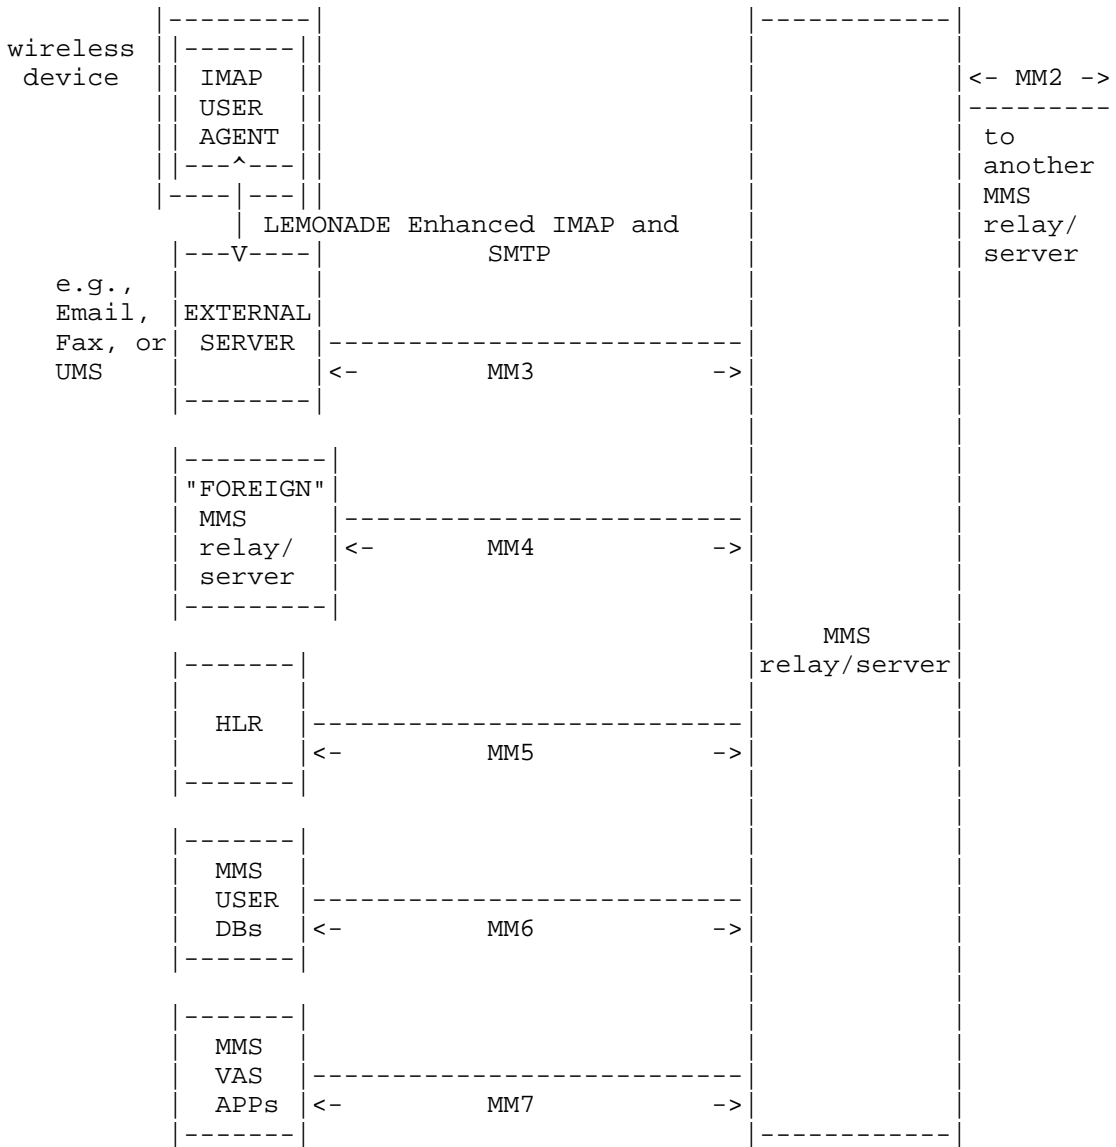 wireless
device IMAP <- MM2 ->
USER
AGENT to
another
MMS
LEMONADE Enhanced IMAP and relay/
SMTP server
e.g.,
Email, EXTERNAL
Fax, or SERVER
UMS <- MM3 ->
"FOREIGN"
MMS
relay/ <- MM4 ->
server
MMS
relay/server
HLR
<- MM5 ->
MMS
USER
DBs <- MM6 ->
MMS
VAS
APPs <- MM7 ->